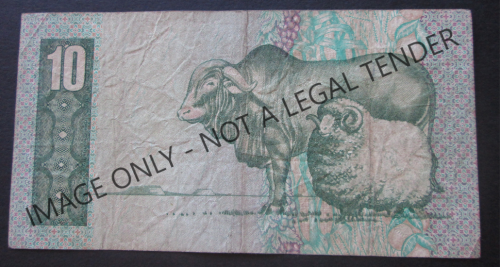 10
IMAGE ONLY - NOT A LEGAL TENDER